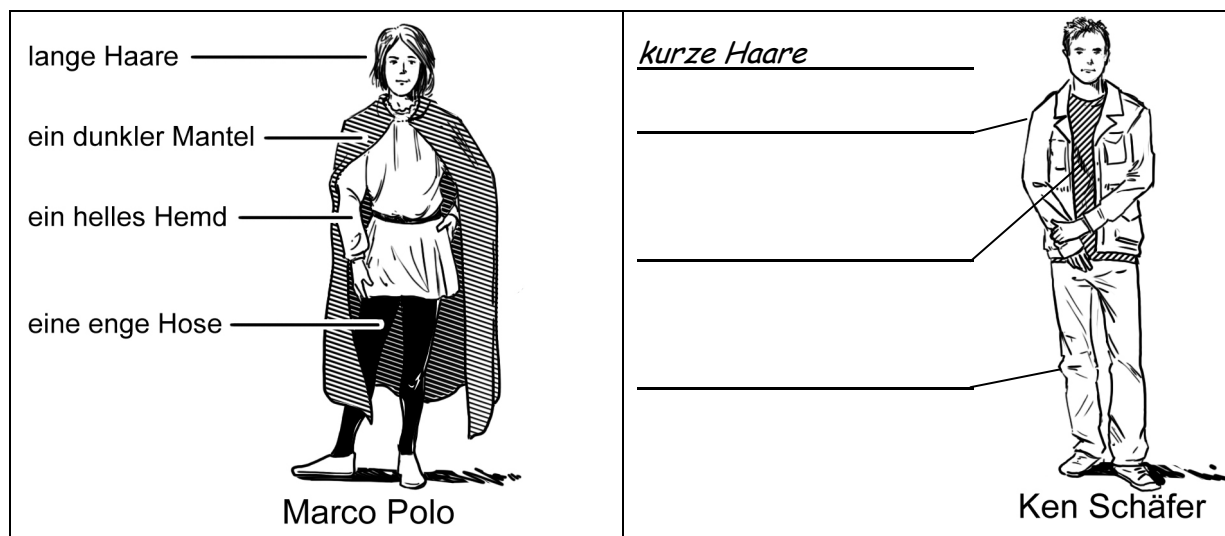 lange Haare
ein dunkler Mantel
ein helles Hemd
eine enge Hose
Marco Polo
kurze Haare
Ken Schäfer